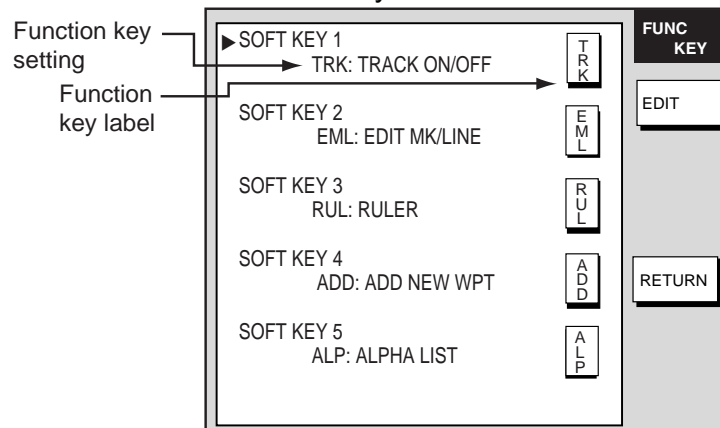 Function key
setting
Function
key label
SOFT KEY 1
TRK: TRACK ON/OFF
TRK
SOFT KEY 2
EML: EDIT MK/LINE
EML
SOFT KEY 3
RUL: RULER
RUL
SOFT KEY 4
ADD: ADD NEW WPT
ADD
SOFT KEY 5
ALP: ALPHA LIST
ALP
FUNC
KEY
EDIT
RETURN